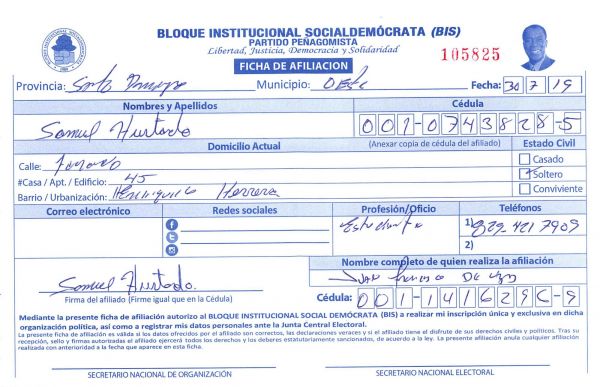 BLOQUE INSTITUCIONAL SOCIALDEMÓCRATA (BIS)
PARTIDO PEÑAGOMISTA
Libertad, Justicia, Democracia y Solidaridad
FICHA DE AFILIACION
105825
Provincia: Santo Domingo Municipio: Oeste Fecha: 30 7 19
Nombres y Apellidos Cédula
Samuel Hurtado 001-0743828-5
Domicilio Actual (Anexar copia de cédula del afiliado) Estado Civil
Calle: Casado
#Casa / Apt. / Edificio: 45 Soltero
Barrio / Urbanización: Herrera Conviviente
Correo electrónico Redes sociales Profesión/Oficio Teléfonos
Estudiante 1) 829 421 7909
2)
Nombre completo de quien realiza la afiliación
Samuel Hurtado. Juan Francisco De
Firma del afiliado (Firme igual que en la Cédula) Cédula: 001-141629
Mediante la presente ficha de afiliación autorizo al BLOQUE INSTITUCIONAL SOCIAL DEMÓCRATA (BIS) a realizar mi inscripción única y exclusiva en dicha
organización política, así como a registrar mis datos personales ante la Junta Central Electoral.
La presente ficha de afiliación es válida si los datos ofrecidos por el afiliado son correctos, las declaraciones veraces y si el afiliado tiene el disfrute de sus derechos civiles y políticos. Tras su
recepción, sello y firmas autorizadas el afiliado ejercerá todos los derechos y los deberes estatutariamente sancionados, de acuerdo a la ley. La presente afiliación anula cualquier afiliación
realizada con anterioridad a la fecha que aparece en esta ficha.
SECRETARIO NACIONAL DE ORGANIZACIÓN SECRETARIO NACIONAL ELECTORAL